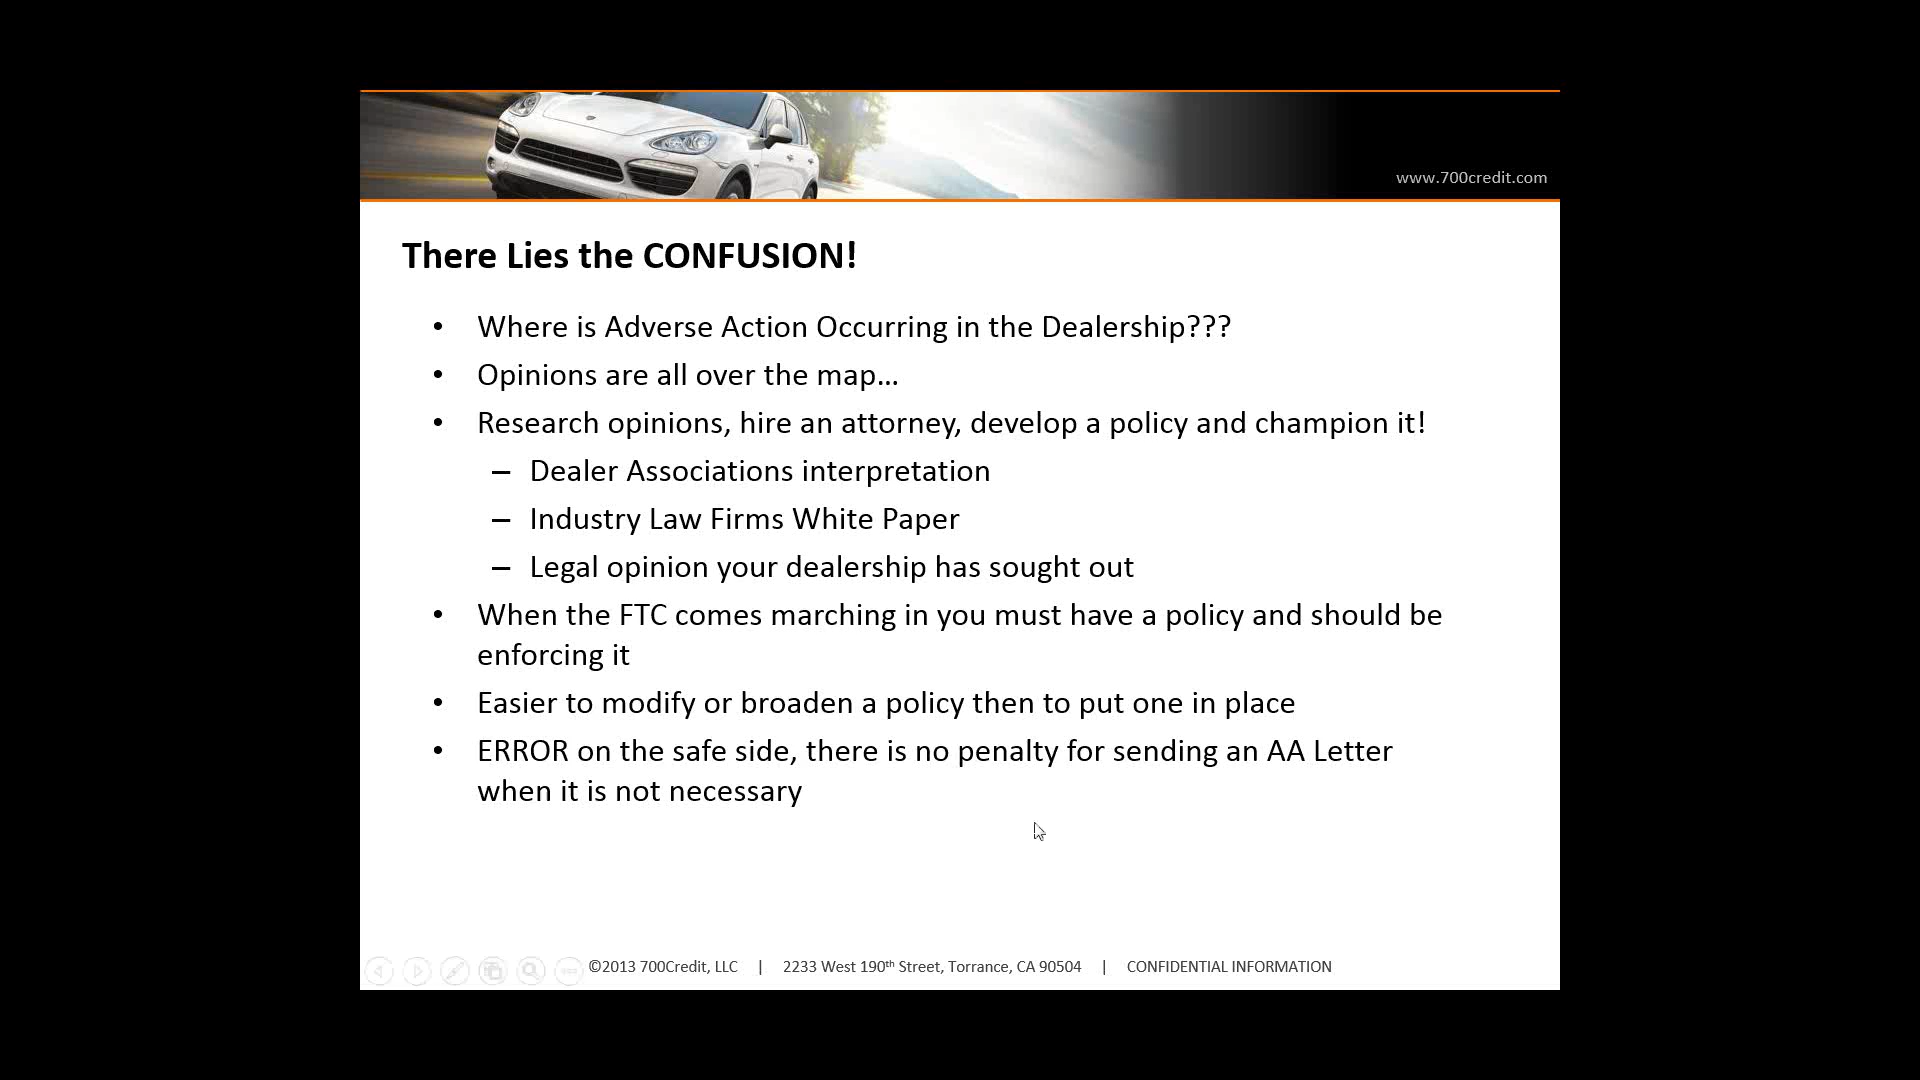 www.700credit.com
There Lies the CONFUSION!
• Where is Adverse Action Occurring in the Dealership???
• Opinions are all over the map…
• Research opinions, hire an attorney, develop a policy and champion it!
– Dealer Associations interpretation
– Industry Law Firms White Paper
– Legal opinion your dealership has sought out
• When the FTC comes marching in you must have a policy and should be
enforcing it
• Easier to modify or broaden a policy then to put one in place
• ERROR on the safe side, there is no penalty for sending an AA Letter
when it is not necessary
©2013 700Credit, LLC | 2233 West 190th Street, Torrance, CA 90504 | CONFIDENTIAL INFORMATION